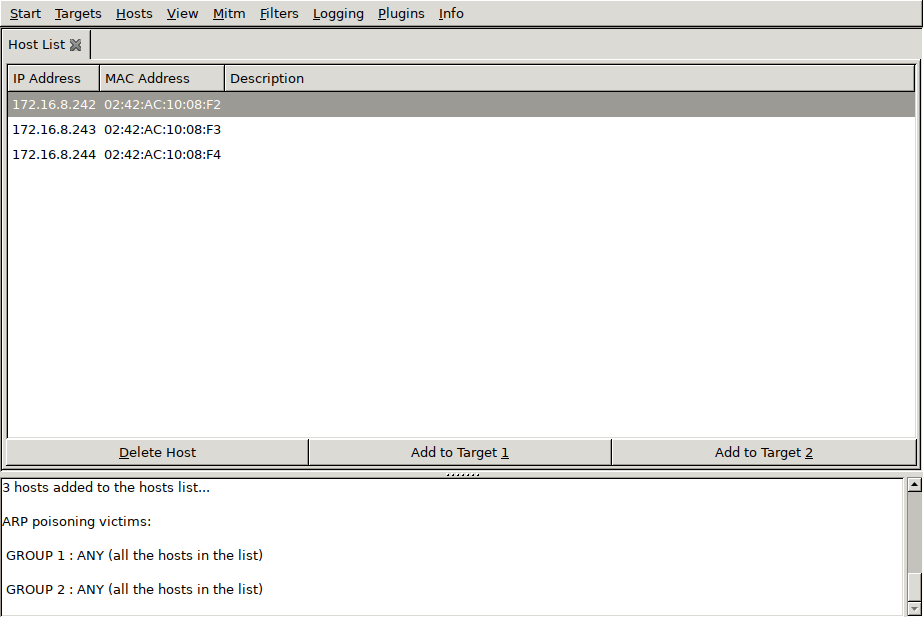 Start Targets Hosts View Mitm Filters Logging Plugins Info
Host List
IP Address MAC Address Description
172.16.8.242 02:42:AC:10:08:F2
172.16.8.243 02:42:AC:10:08:F3
172.16.8.244 02:42:AC:10:08:F4
Delete Host Add to Target 1 Add to Target 2
3 hosts added to the hosts list...
ARP poisoning victims:
GROUP 1 : ANY (all the hosts in the list)
GROUP 2 : ANY (all the hosts in the list)